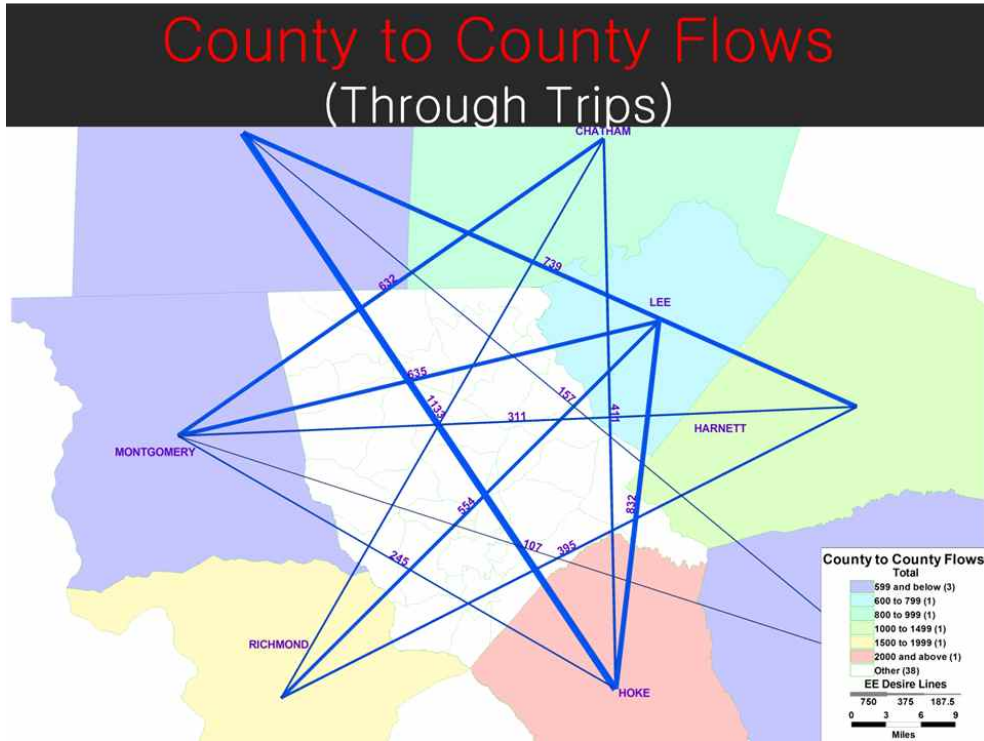 County to County Flows
(Through Trips)
CHATHAM
739
632
LEE
635
1133
157
311
411
HARNETT
MONTGOMERY
554
832
107
395
245
RICHMOND
HOKE
County to County Flows
Total
599 and below (3)
600 to 799 (1)
800 to 999 (1)
1000 to 1499 (1)
1500 to 1999 (1)
2000 and above (1)
Other (38)
EE Desire Lines
750 375 187.5
0 3 6 9
Miles